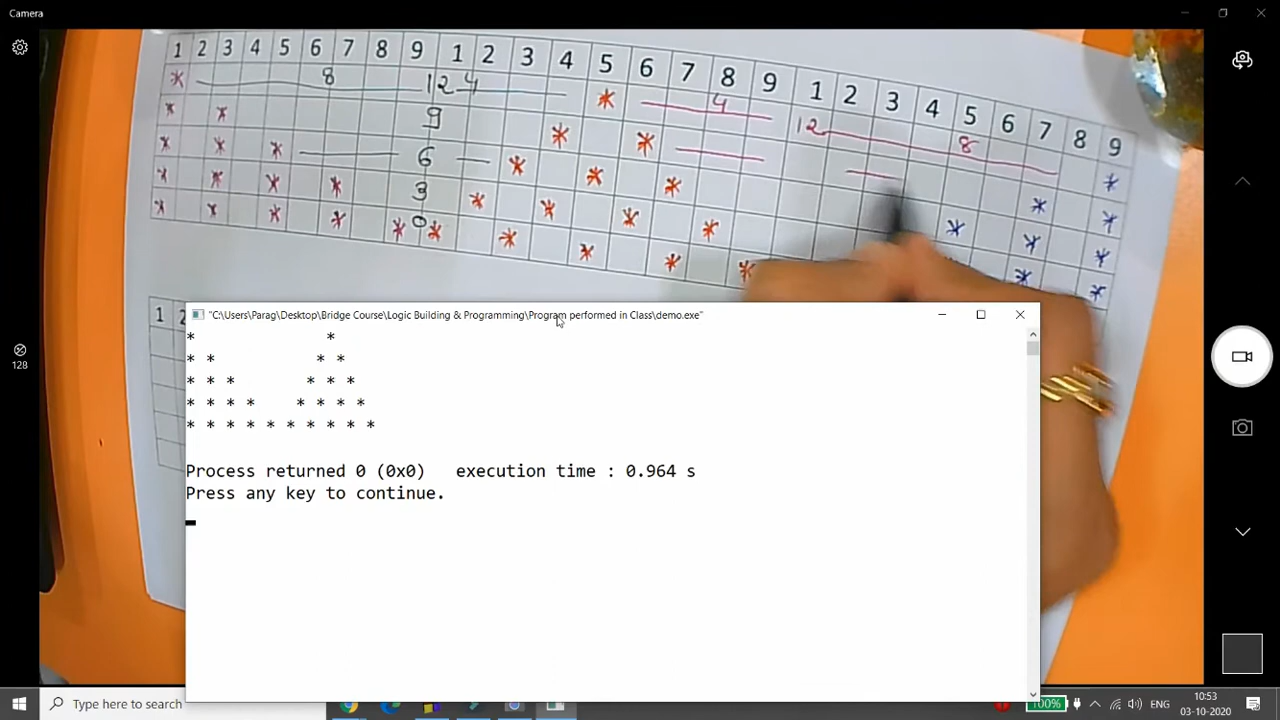 Camera
1 2 3 4 5 6 7 8 9 1 2 3 4 5 6 7 8 9 1 2 3 4 5 6 7 8 9
* 8 12 4 * 4 12 8 *
* * 9 * * * *
* * * 6 * * * * * *
* * * * 3 * * * * *
* * * * * 0 * * * * *
1 2
128
"C:\Users\Parag\Desktop\Bridge Course\Logic Building & Programming\Program performed in Class\demo.exe"
* *
* * * *
* * * * * *
* * * * * * * *
* * * * * * * * * *
Process returned 0 (0x0) execution time : 0.964 s
Press any key to continue.
Type here to search
100%
ENG
10:53
03-10-2020